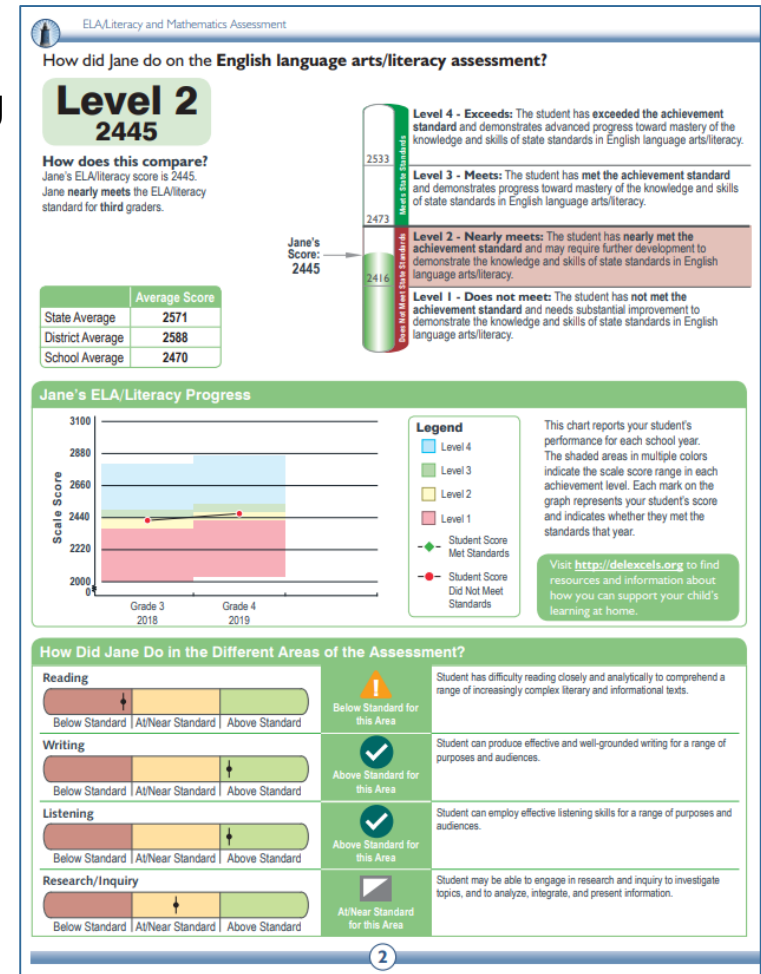 ELA/Literacy and Mathematics Assessment
How did Jane do on the English language arts/literacy assessment?
Level 2
2445
How does this compare?
Jane's ELA/literacy score is 2445.
Jane nearly meets the ELA/literacy
standard for third graders.
Average Score
State Average 2571
District Average 2588
School Average 2470
Jane's
Score:
2445
2533
2473
2416
Meets State Standards
Does Not Meet State Standards
Level 4 - Exceeds: The student has exceeded the achievement
standard and demonstrates advanced progress toward mastery of the
knowledge and skills of state standards in English language arts/literacy.
Level 3 - Meets: The student has met the achievement standard
and demonstrates progress toward mastery of the knowledge and skills
of state standards in English language arts/literacy.
Level 2 - Nearly meets: The student has nearly met the
achievement standard and may require further development to
demonstrate the knowledge and skills of state standards in English
language arts/literacy.
Level 1 - Does not meet: The student has not met the
achievement standard and needs substantial improvement to
demonstrate the knowledge and skills of state standards in English
language arts/literacy.
Jane's ELA/Literacy Progress
Scale Score
3100
2880
2660
2440
2220
2000
0
Grade 3
2018
Grade 4
2019
Legend
Level 4
Level 3
Level 2
Level 1
Student Score
Met Standards
Student Score
Did Not Meet
Standards
This chart reports your student's
performance for each school year.
The shaded areas in multiple colors
indicate the scale score range in each
achievement level. Each mark on the
graph represents your student's score
and indicates whether they met the
standards that year.
Visit http://delexcels.org to find
resources and information about
how you can support your child's
learning at home.
How Did Jane Do in the Different Areas of the Assessment?
Reading
Below Standard At/Near Standard Above Standard
Below Standard for
this Area
Student has difficulty reading closely and analytically to comprehend a
range of increasingly complex literary and informational texts.
Writing
Below Standard At/Near Standard Above Standard
Above Standard for
this Area
Student can produce effective and well-grounded writing for a range of
purposes and audiences.
Listening
Below Standard At/Near Standard Above Standard
Above Standard for
this Area
Student can employ effective listening skills for a range of purposes and
audiences.
Research/Inquiry
Below Standard At/Near Standard Above Standard
At/Near Standard
for this Area
Student may be able to engage in research and inquiry to investigate
topics, and to analyze, integrate, and present information.
2